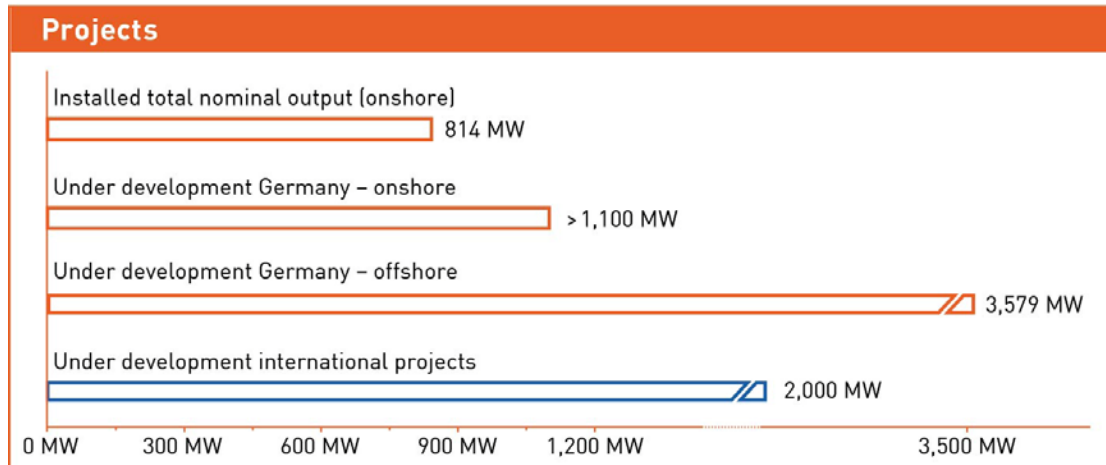 Projects
Installed total nominal output (onshore)
814 MW
Under development Germany – onshore
> 1,100 MW
Under development Germany – offshore
3,579 MW
Under development international projects
2,000 MW
0 MW 300 MW 600 MW 900 MW 1,200 MW 3,500 MW